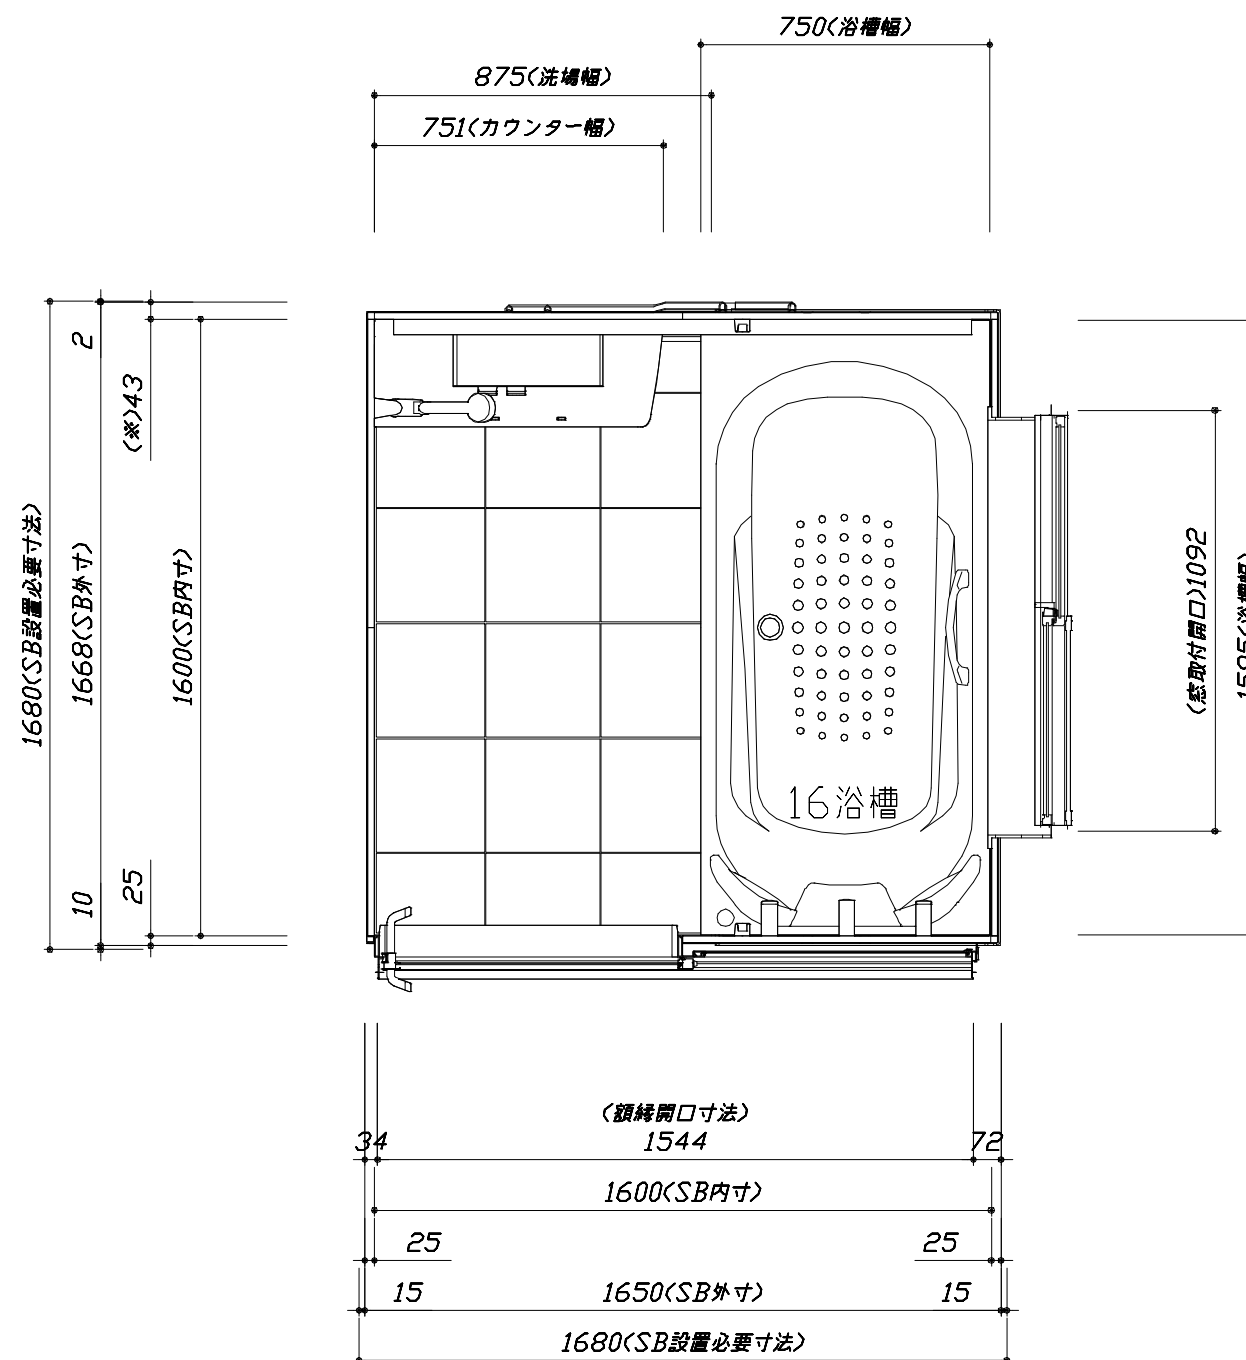 750(浴槽幅)
875(洗場幅)
751(カウンター幅)
2
(※)43
1680(SB設置必要寸法)
1668(SB外寸)
1600(SB内寸)
(窓取付開口)1092
16浴槽
10
25
(額縁開口寸法)
34
1544
72
1600(SB内寸)
25
25
15
1650(SB外寸)
15
1680(SB設置必要寸法)